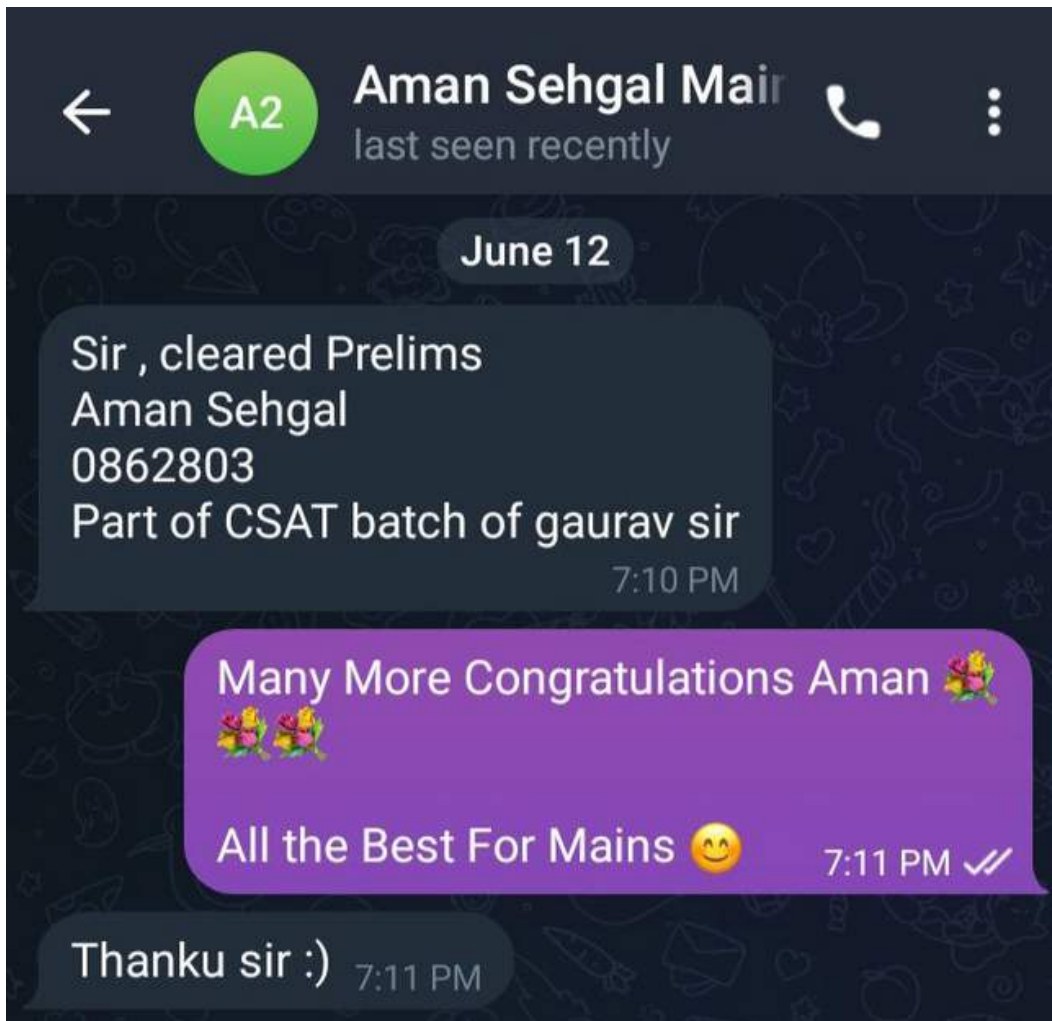 A2
Aman Sehgal Mair
last seen recently
June 12
Sir , cleared Prelims
Aman Sehgal
0862803
Part of CSAT batch of gaurav sir
7:10 PM
Many More Congratulations Aman 💐
💐💐
All the Best For Mains 😊
7:11 PM
Thanku sir :) 7:11 PM